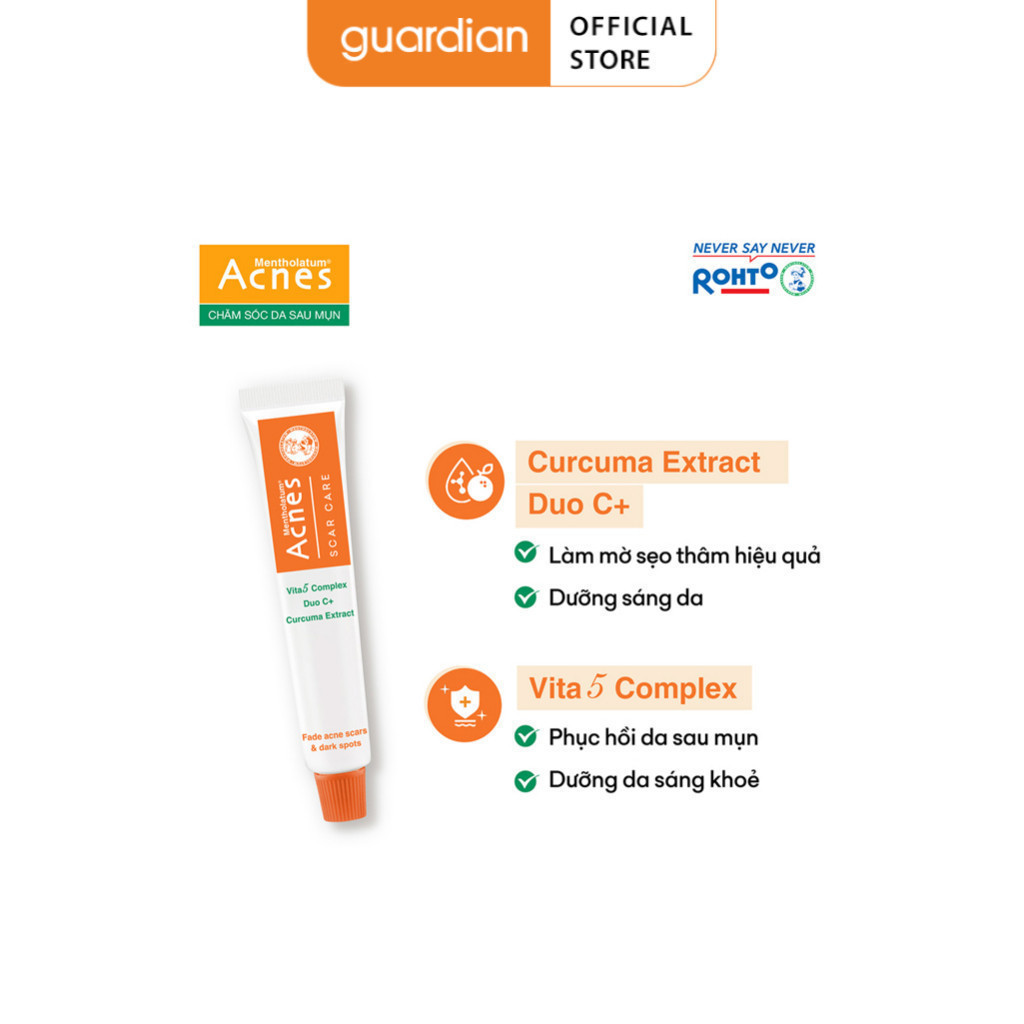 guardian
OFFICIAL
STORE
Mentholatum®
Acnes
CHĂM SÓC DA SAU MỤN
NEVER SAY NEVER
ROHTO
Mentholatum®
Acnes
SCAR CARE
Vita5 Complex
Duo C+
Curcuma Extract
Fade acne scars
& dark spots
Curcuma Extract
Duo C+
Làm mờ sẹo thâm hiệu quả
Dưỡng sáng da
Vita 5 Complex
Phục hồi da sau mụn
Dưỡng da sáng khoẻ